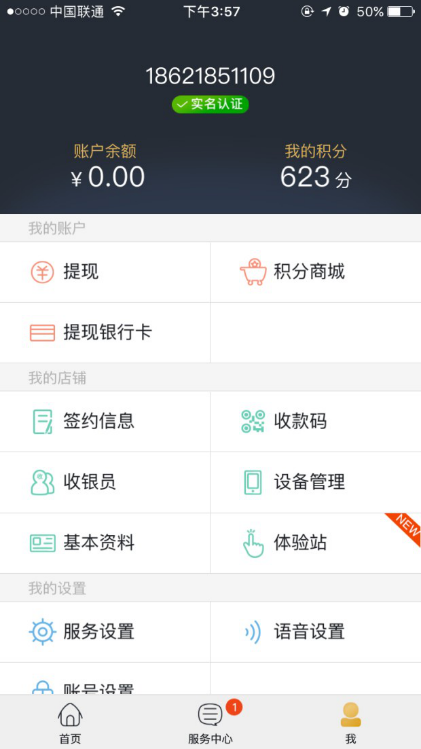 中国联通 下午3:57 50%
18621851109
实名认证
账户余额 我的积分
¥ 0.00 623 分
我的账户
提现 积分商城
提现银行卡
我的店铺
签约信息 收款码
收银员 设备管理
基本资料 体验站 NEW
我的设置
服务设置 语音设置
账号设置
1
首页 服务中心 我